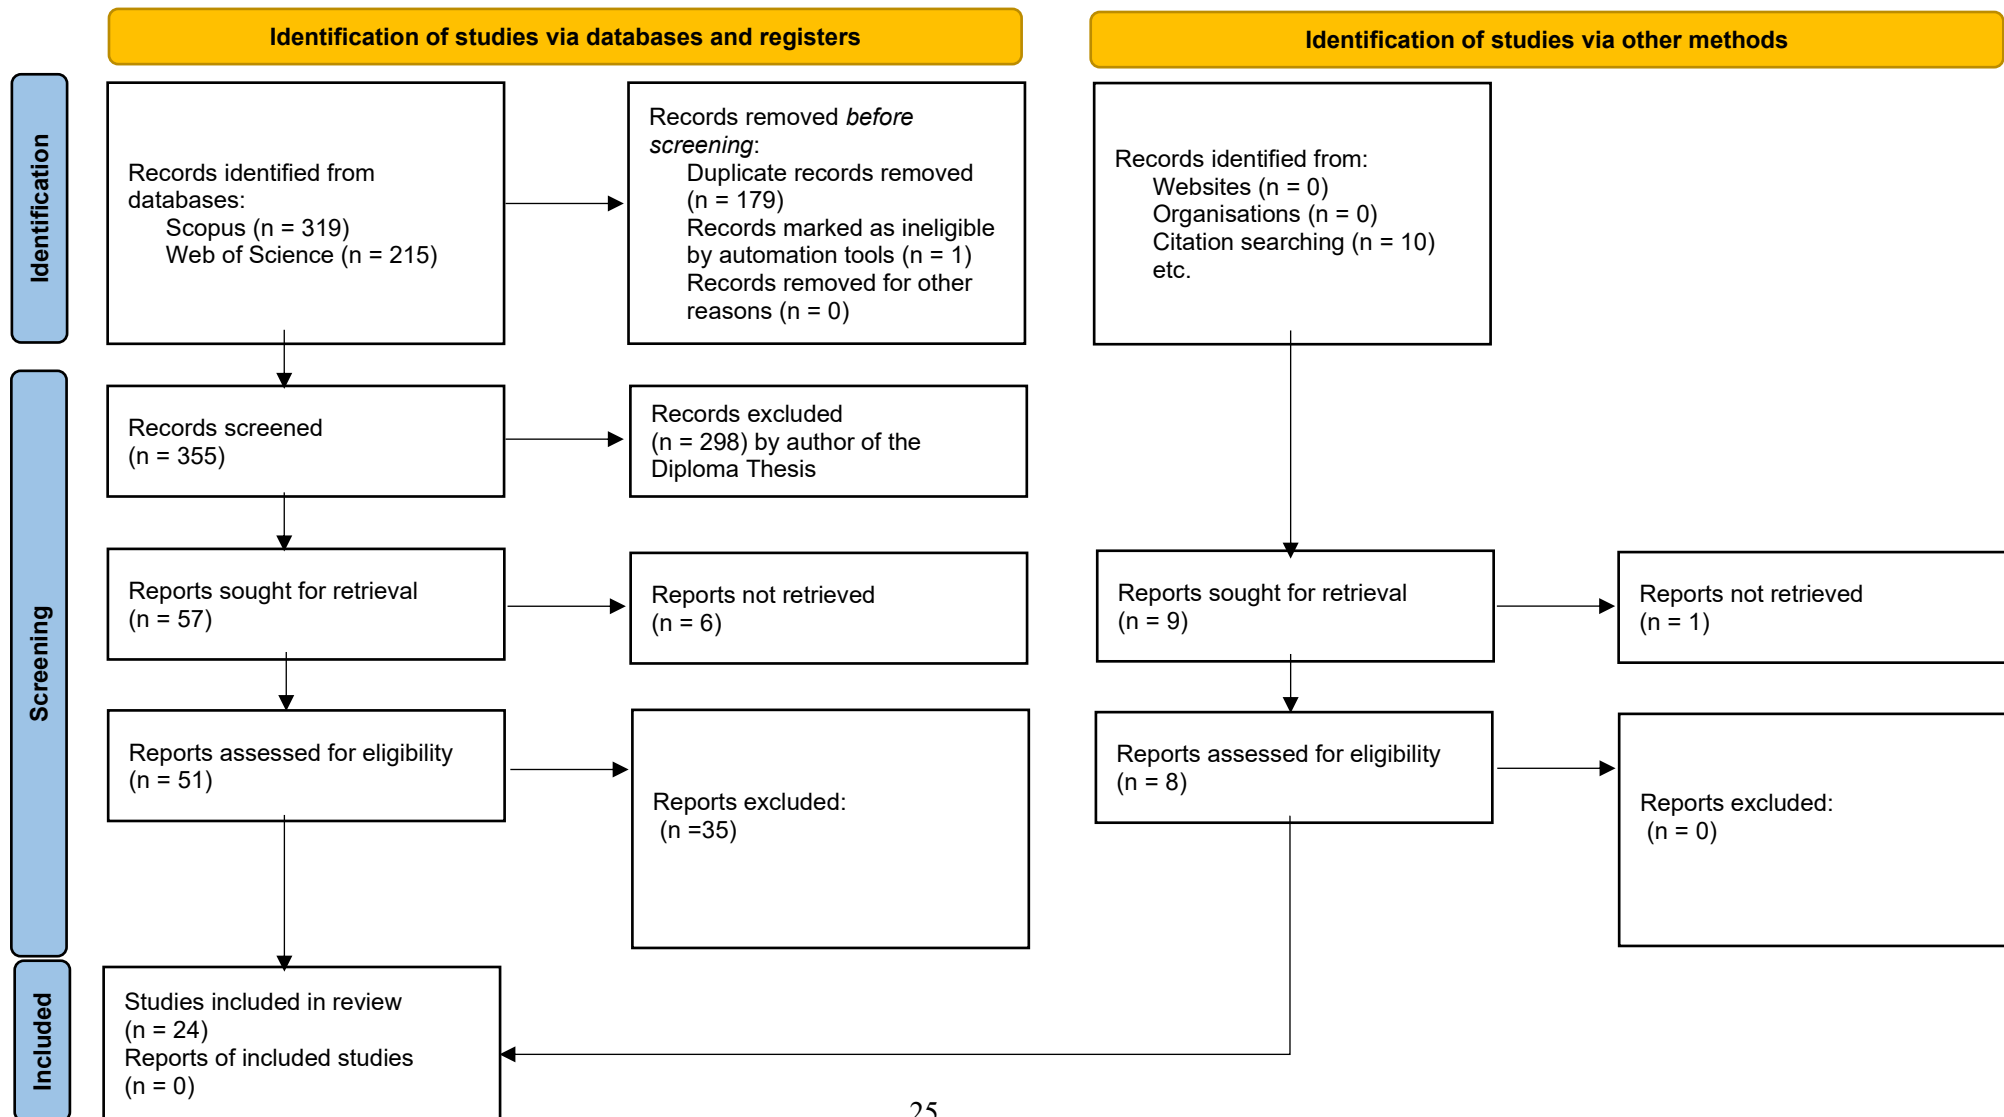 Identification of studies via databases and registers
Identification of studies via other methods
Identification
Records identified from
databases:
Scopus (n = 319)
Web of Science (n = 215)
Records removed before
screening:
Duplicate records removed
(n = 179)
Records marked as ineligible
by automation tools (n = 1)
Records removed for other
reasons (n = 0)
Records identified from:
Websites (n = 0)
Organisations (n = 0)
Citation searching (n = 10)
etc.
Screening
Records screened
(n = 355)
Records excluded
(n = 298) by author of the
Diploma Thesis
Reports sought for retrieval
(n = 57)
Reports not retrieved
(n = 6)
Reports sought for retrieval
(n = 9)
Reports not retrieved
(n = 1)
Reports assessed for eligibility
(n = 51)
Reports excluded:
(n =35)
Reports assessed for eligibility
(n = 8)
Reports excluded:
(n = 0)
Included
Studies included in review
(n = 24)
Reports of included studies
(n = 0)
25